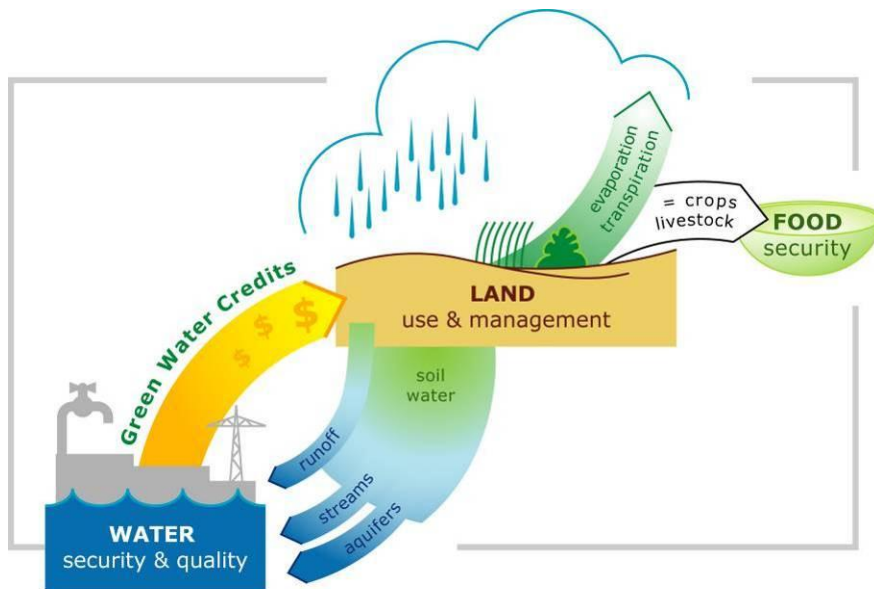 evaporation
transpiration
= crops
livestock
FOOD
security
Green Water Credits
$ $ $
LAND
use & management
soil
water
runoff
streams
aquifers
WATER
security & quality